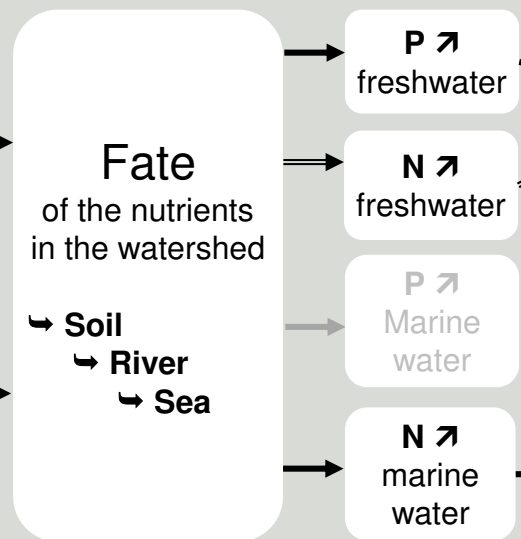 Fate
of the nutrients
in the watershed
➥ Soil
➥ River
➥ Sea
P ↗
freshwater
N ↗
freshwater
P ↗
Marine
water
N ↗
marine
water